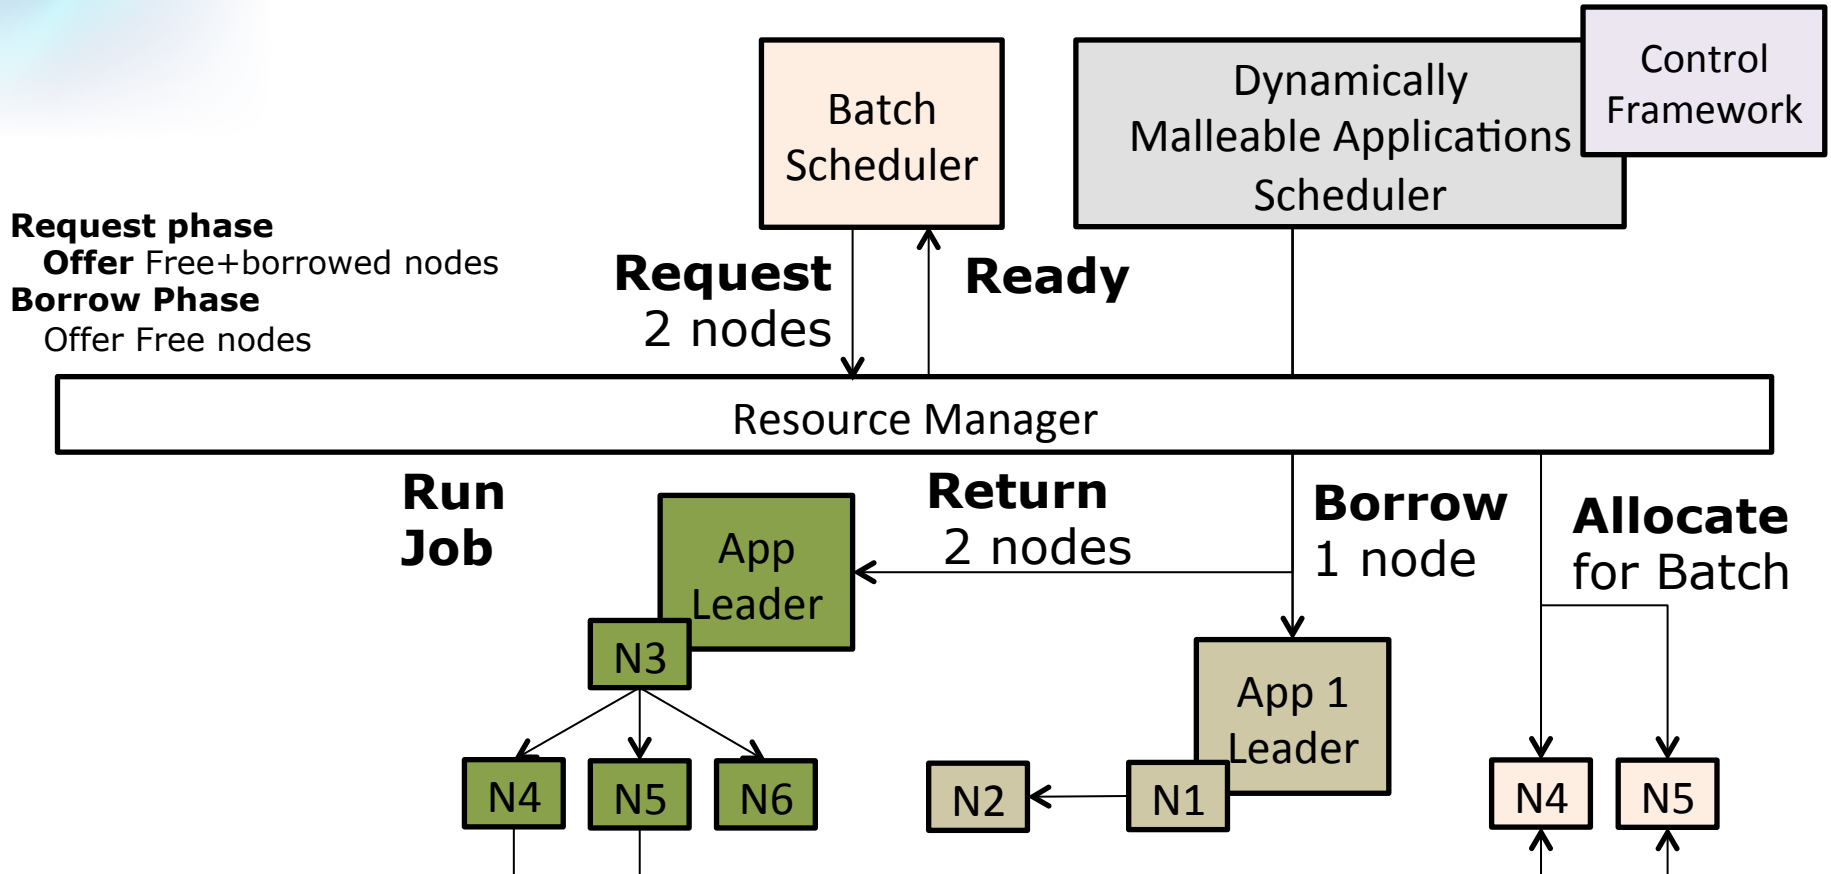 Control
Framework
Dynamically
Malleable Applications
Scheduler
Batch
Scheduler
Request phase
Offer Free+borrowed nodes
Borrow Phase
Offer Free nodes
Request
2 nodes
Ready
Resource Manager
Run
Job
App
Leader
Return
2 nodes
Borrow
1 node
Allocate
for Batch
N3
App 1
Leader
N4
N5
N6
N2
N1
N4
N5